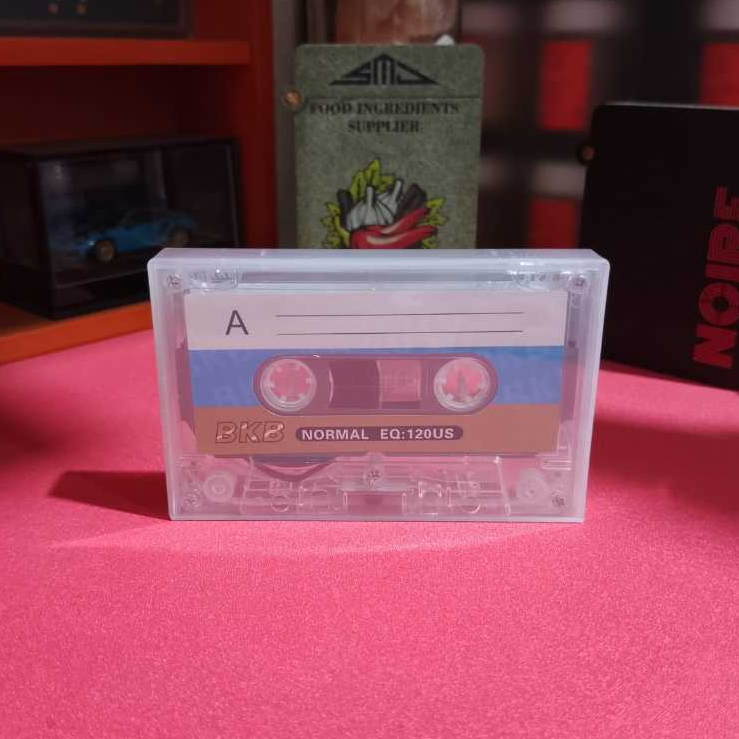 SMJ
FOOD INGREDIENTS
SUPPLIER
NOIRE
A
BKB NORMAL EQ:120US